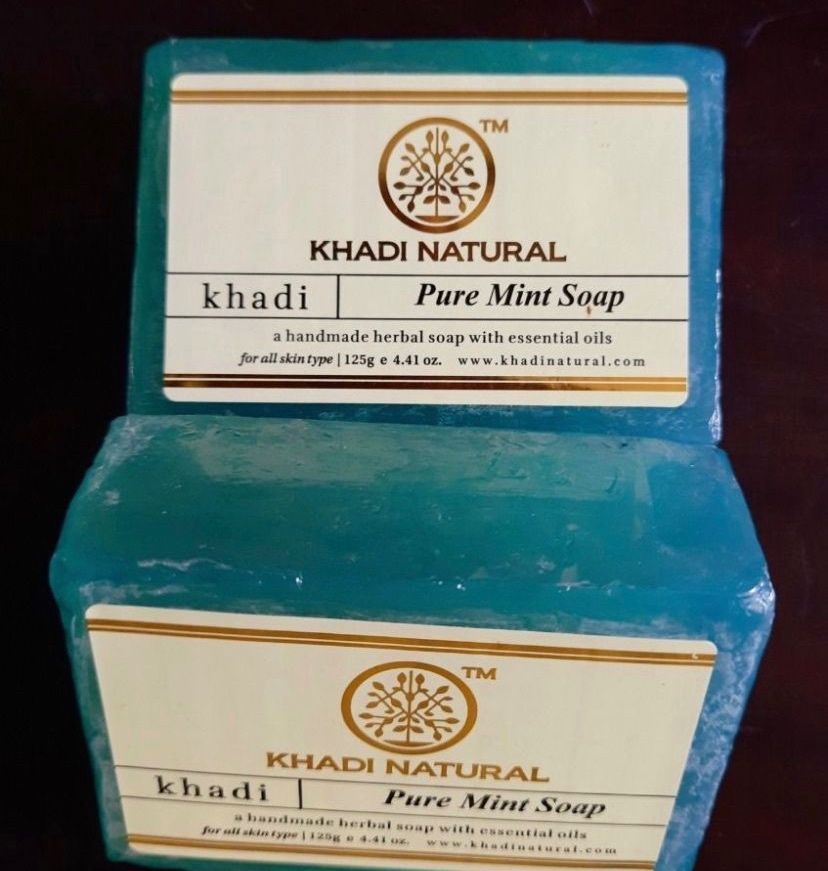 TM
KHADI NATURAL
khadi Pure Mint Soap
a handmade herbal soap with essential oils
for all skin type | 125g e 4.41 oz. www.khadinatural.com
TM
KHADI NATURAL
khadi Pure Mint Soap
a handmade herbal soap with essential oils
for all skin type | 125g e 4.41 oz. www.khadinatural.com